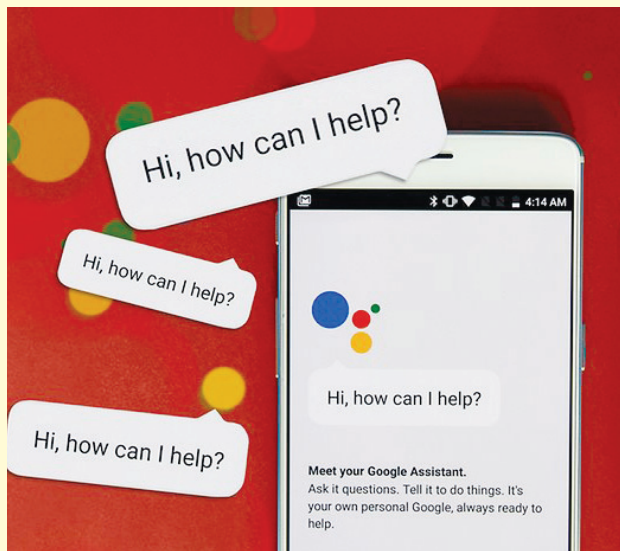 Hi, how can I help?
4:14 AM
Hi, how can I help?
Hi, how can I help?
Hi, how can I help?
Meet your Google Assistant.
Ask it questions. Tell it to do things. It's
your own personal Google, always ready to
help.